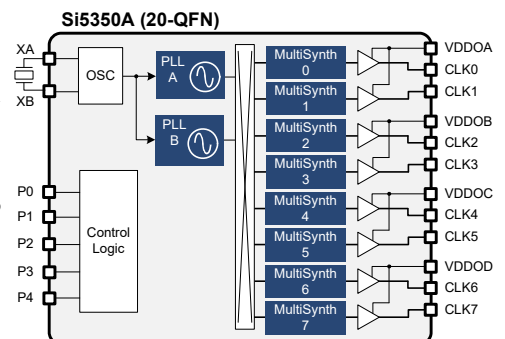 Si5350A (20-QFN)
XA
XB
OSC
PLL
A
PLL
B
MultiSynth
0
MultiSynth
1
MultiSynth
2
MultiSynth
3
MultiSynth
4
MultiSynth
5
MultiSynth
6
MultiSynth
7
VDDOA
CLK0
CLK1
VDDOB
CLK2
CLK3
VDDOC
CLK4
CLK5
VDDOD
CLK6
CLK7
P0
P1
P2
P3
P4
Control
Logic